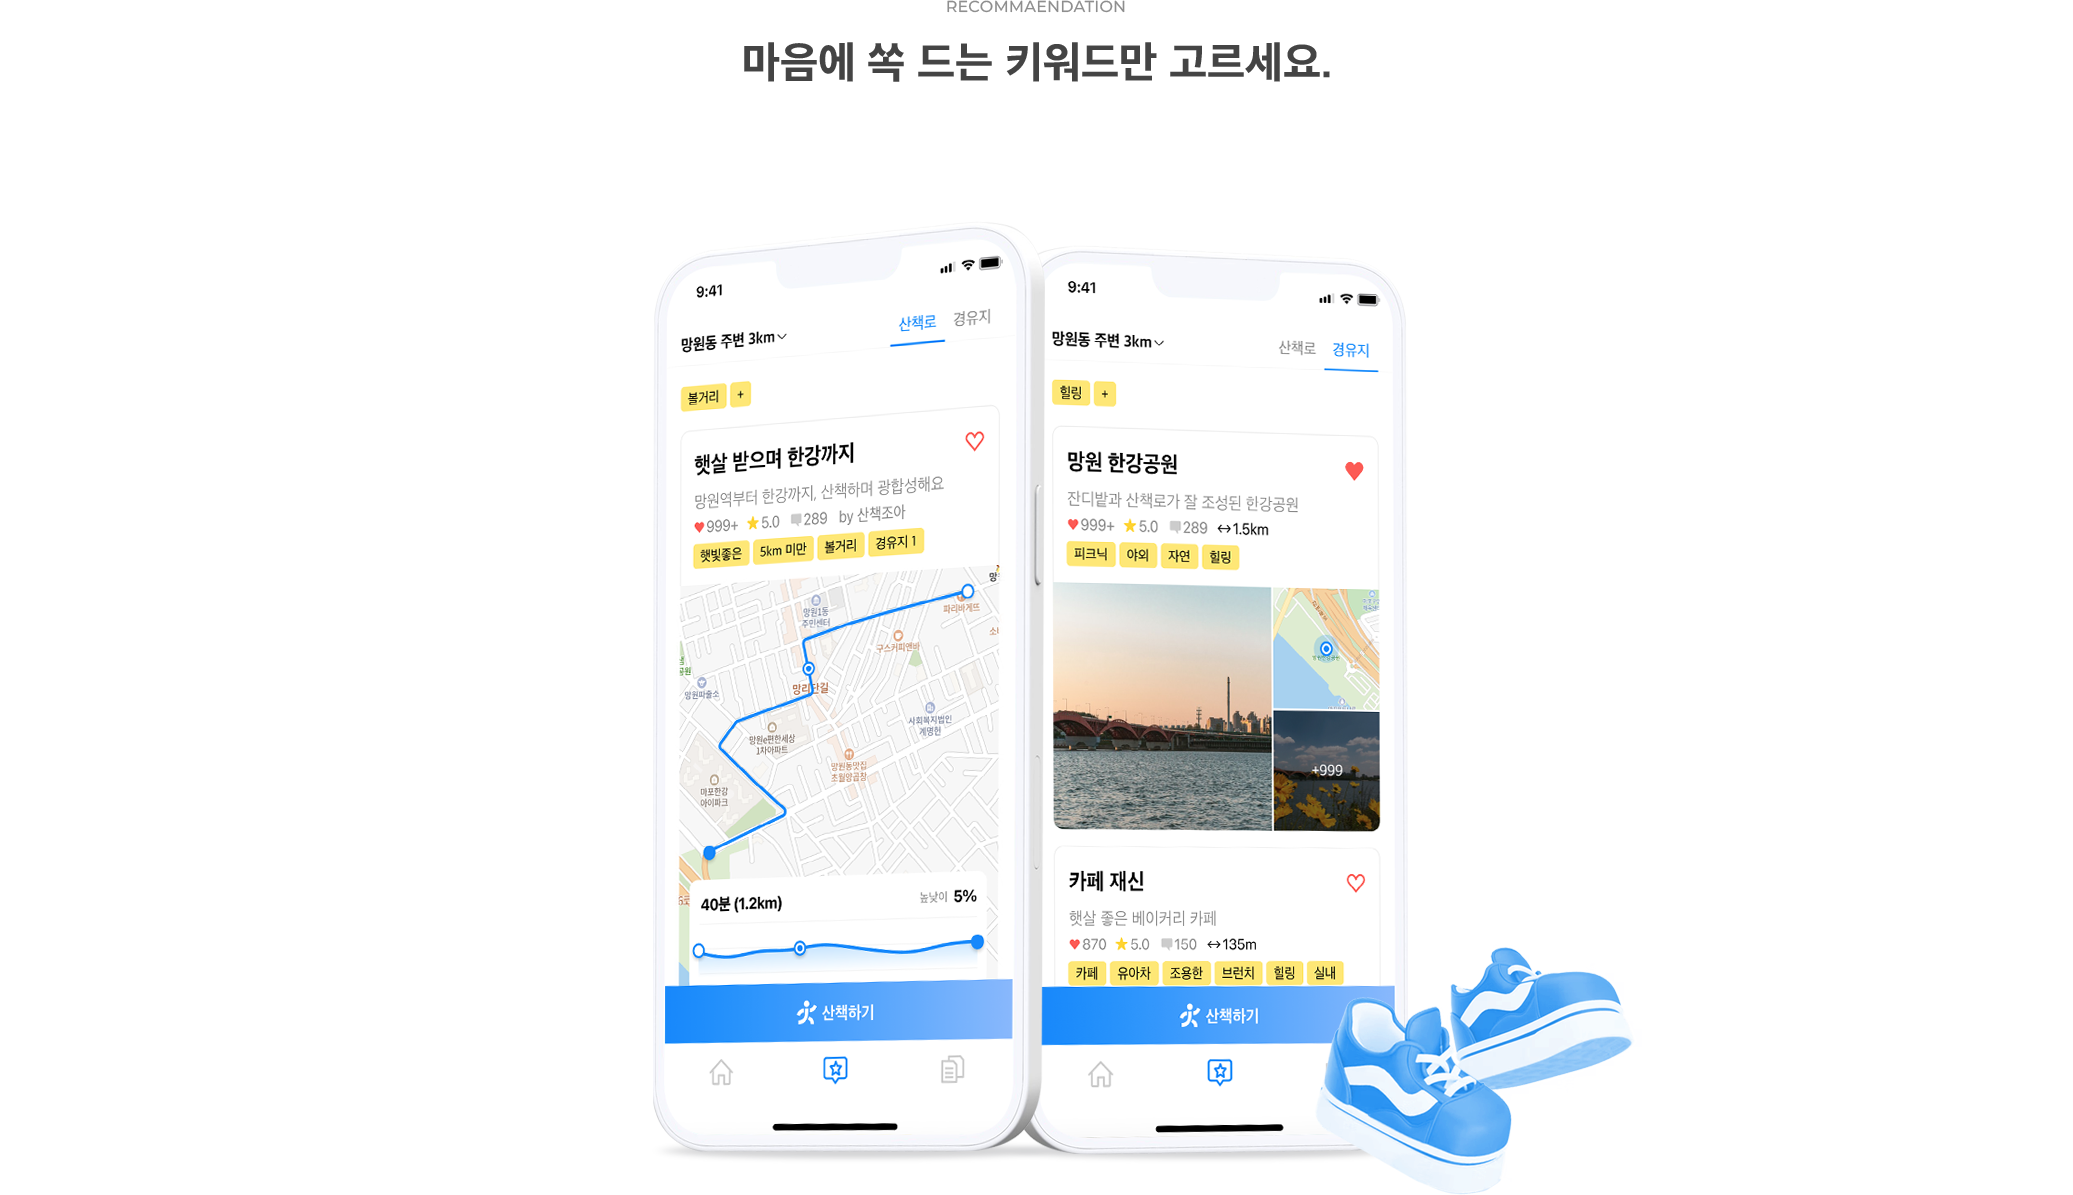 RECOMMAENDATION
마음에 쏙 드는 키워드만 고르세요.
9:41
망원동 주변 3km
산책로 경유지
볼거리 +
햇살 받으며 한강까지
망원역부터 한강까지, 산책하며 광합성해요
999+ 5.0 289 by 산책조아
햇빛좋은 5km 미만 볼거리 경유지 1
망원1동
주민센터
파리바게뜨
구스커피앤바
망원파출소
망리단길
사회복지법인
계명헌
망원e편한세상
1차아파트
망원동맛집
초월양곱창
마포한강
아이파크
40분 (1.2km)
높낮이 5%
산책하기
9:41
망원동 주변 3km
산책로 경유지
힐링 +
망원 한강공원
잔디밭과 산책로가 잘 조성된 한강공원
999+ 5.0 289 1.5km
피크닉 야외 자연 힐링
+999
카페 재신
햇살 좋은 베이커리 카페
870 5.0 150 135m
카페 유아차 조용한 브런치 힐링 실내
산책하기